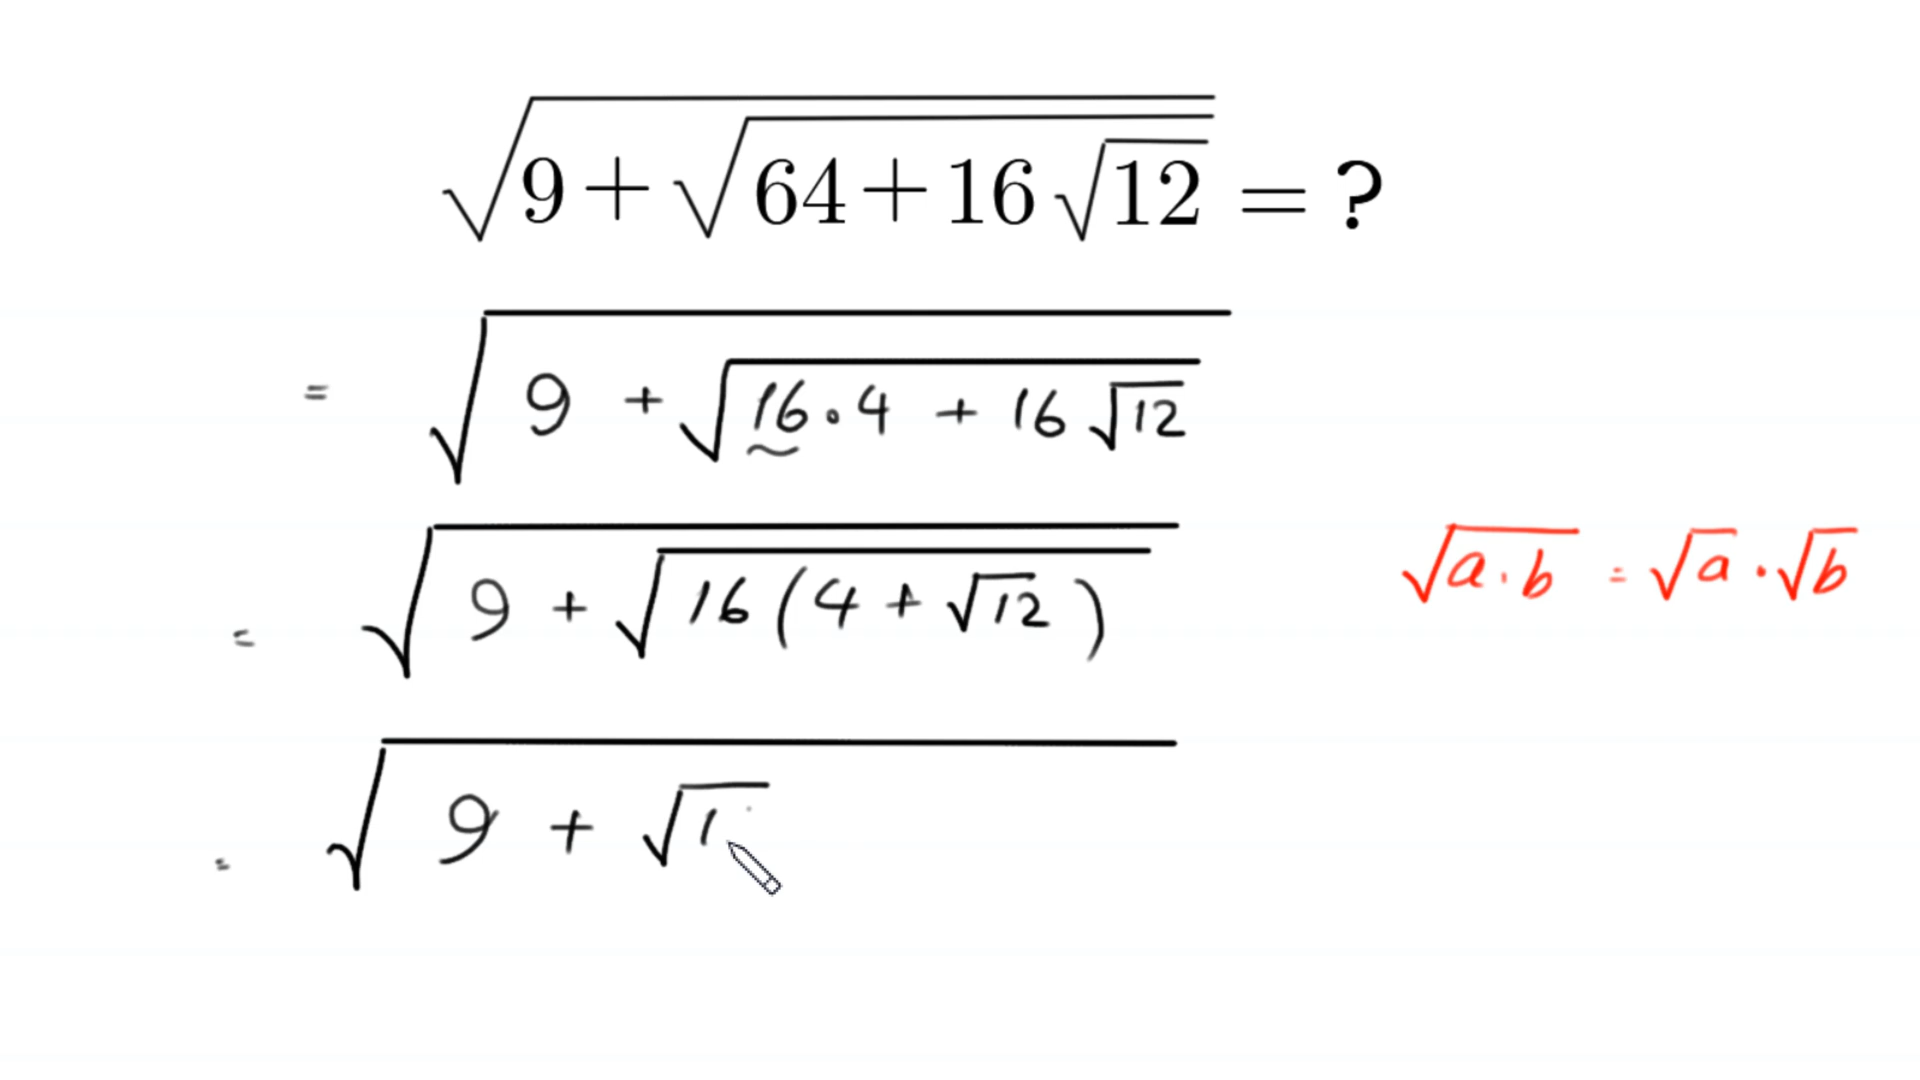 √(9 + √(64 + 16√12)) = ?
= √(9 + √(16·4 + 16√12))
= √(9 + √(16(4 + √12)))
√(a·b) = √a · √b
= √(9 + √1